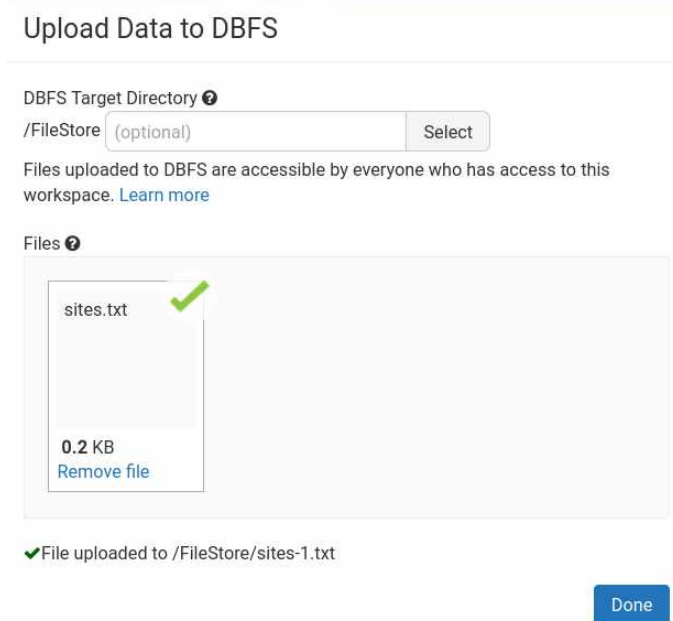 Upload Data to DBFS
DBFS Target Directory
/FileStore (optional) Select
Files uploaded to DBFS are accessible by everyone who has access to this
workspace. Learn more
Files
sites.txt
0.2 KB
Remove file
File uploaded to /FileStore/sites-1.txt
Done